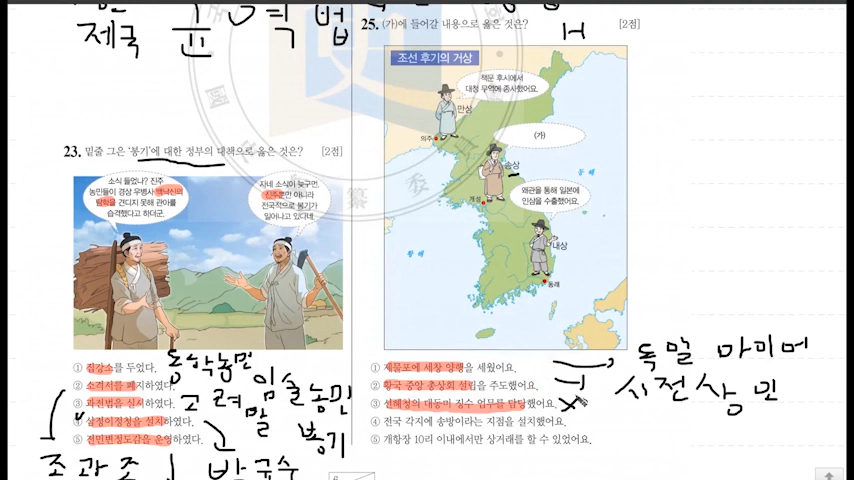 제국
법
23. 밑줄 그은 '봉기'에 대한 정부의 대책으로 옳은 것은? [2점]
소식 들었나? 진주
농민들이 경상 우병사 백낙신의
탐학을 견디지 못해 관아를
습격했다고 하더군.
자네 소식이 늦구먼.
진주뿐만 아니라
전국적으로 봉기가
일어나고 있다네.
① 집강소를 두었다.
② 소격서를 폐지하였다.
③ 과전법을 실시하였다.
④ 삼정이정청을 설치하였다.
⑤ 전민변정도감을 운영하였다.
동학농민
임술농민
봉기
고려말
조광조
박규수
25. (가)에 들어갈 내용으로 옳은 것은? [2점]
조선 후기의 거상
책문 후시에서
대청 무역에 종사했어요.
만상
의주
(가)
송상
개성
동해
왜관을 통해 일본에
인삼을 수출했어요.
내상
동래
황해
① 제물포에 세창 양행을 세웠어요.
② 황국 중앙 총상회 설립을 주도했어요.
③ 선혜청의 대동미 징수 업무를 담당했어요.
④ 전국 각지에 송방이라는 지점을 설치했어요.
⑤ 개항장 10리 이내에서만 상거래를 할 수 있었어요.
독일 마이어
시전상인